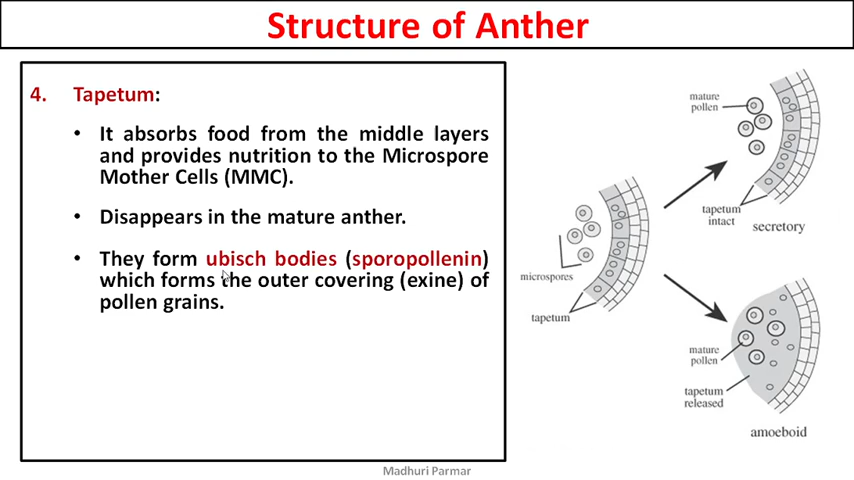 Structure of Anther
4. Tapetum:
• It absorbs food from the middle layers
and provides nutrition to the Microspore
Mother Cells (MMC).
• Disappears in the mature anther.
• They form ubisch bodies (sporopollenin)
which forms the outer covering (exine) of
pollen grains.
microspores
tapetum
mature
pollen
tapetum
intact
secretory
mature
pollen
tapetum
released
amoeboid
Madhuri Parmar